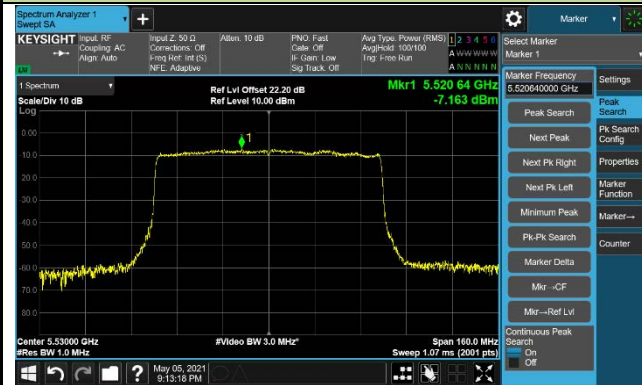 Spectrum Analyzer 1
Swept SA
+
Marker
KEYSIGHT
Input: RF
Coupling: AC
Align: Auto
Input Z: 50 Ω
Corrections: Off
Freq Ref: Int (S)
NFE: Adaptive
Atten: 10 dB
PNO: Fast
Gate: Off
IF Gain: Low
Sig Track: Off
Avg Type: Power (RMS)
Avg|Hold: 100/100
Trig: Free Run
1 2 3 4 5 6
A W W W W W
A N N N N N
Select Marker
Marker 1
1 Spectrum
Scale/Div 10 dB
Log
Ref Lvl Offset 22.20 dB
Ref Level 10.00 dBm
Mkr1 5.520 64 GHz
-7.163 dBm
Marker Frequency
5.520640000 GHz
Peak Search
Next Peak
Next Pk Right
Next Pk Left
Minimum Peak
Pk-Pk Search
Marker Delta
Mkr→CF
Mkr→Ref Lvl
Continuous Peak
Search
On
Off
Settings
Peak
Search
Pk Search
Config
Properties
Marker
Function
Marker→
Counter
1
0.00
-10.0
-20.0
-30.0
-40.0
-50.0
-60.0
-70.0
-80.0
Center 5.53000 GHz
#Res BW 1.0 MHz
#Video BW 3.0 MHz*
Span 160.0 MHz
Sweep 1.07 ms (2001 pts)
?
May 05, 2021
9:13:18 PM